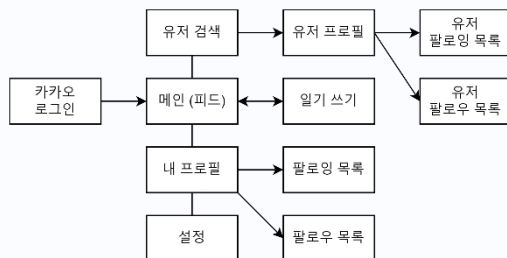 유저 검색
유저 프로필
유저
팔로잉 목록
카카오
로그인
메인 (피드)
일기 쓰기
유저
팔로우 목록
내 프로필
팔로잉 목록
설정
팔로우 목록